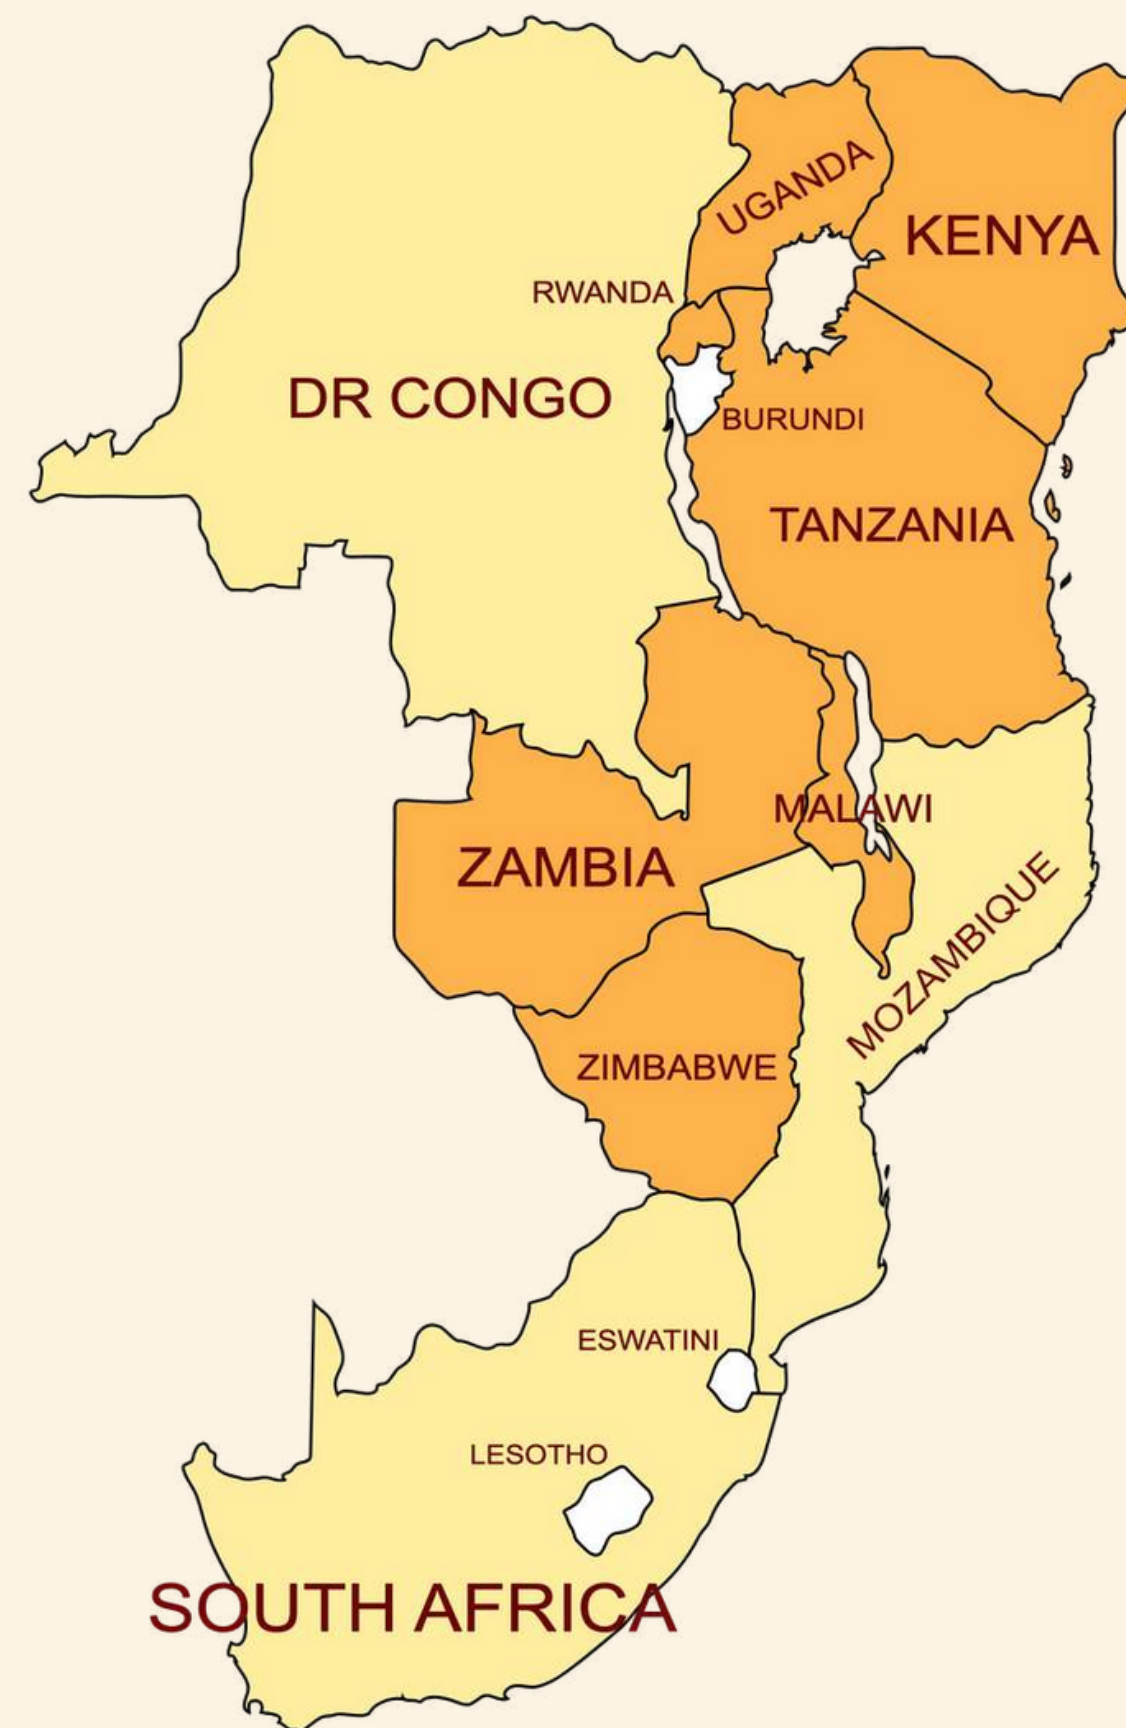 UGANDA
KENYA
RWANDA
DR CONGO
BURUNDI
TANZANIA
MALAWI
ZAMBIA
MOZAMBIQUE
ZIMBABWE
ESWATINI
LESOTHO
SOUTH AFRICA